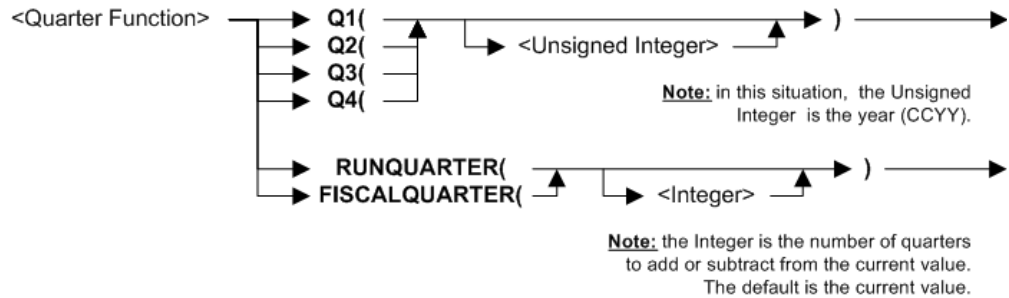 <Quarter Function> Q1( <Unsigned Integer> )
Q2(
Q3(
Q4(
Note: in this situation, the Unsigned
Integer is the year (CCYY).
RUNQUARTER( <Integer> )
FISCALQUARTER(
Note: the Integer is the number of quarters
to add or subtract from the current value.
The default is the current value.